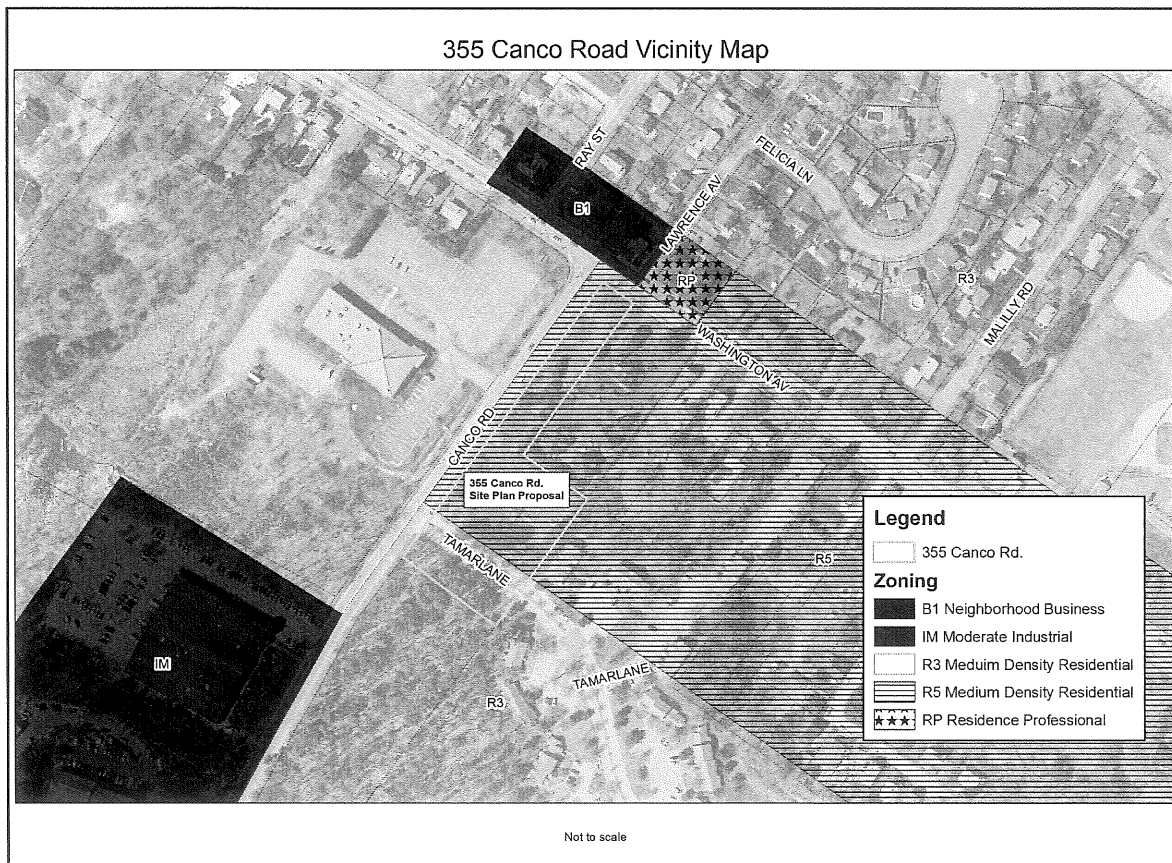 355 Canco Road Vicinity Map
RAY ST
FELICIA LN
B1
LAWRENCE AV
RP
R3
MALILLY RD
WASHINGTON AV
CANCO RD
355 Canco Rd.
Site Plan Proposal
TAMARLANE
R5
IM
TAMARLANE
R3
Legend
355 Canco Rd.
Zoning
B1 Neighborhood Business
IM Moderate Industrial
R3 Meduim Density Residential
R5 Medium Density Residential
RP Residence Professional
Not to scale